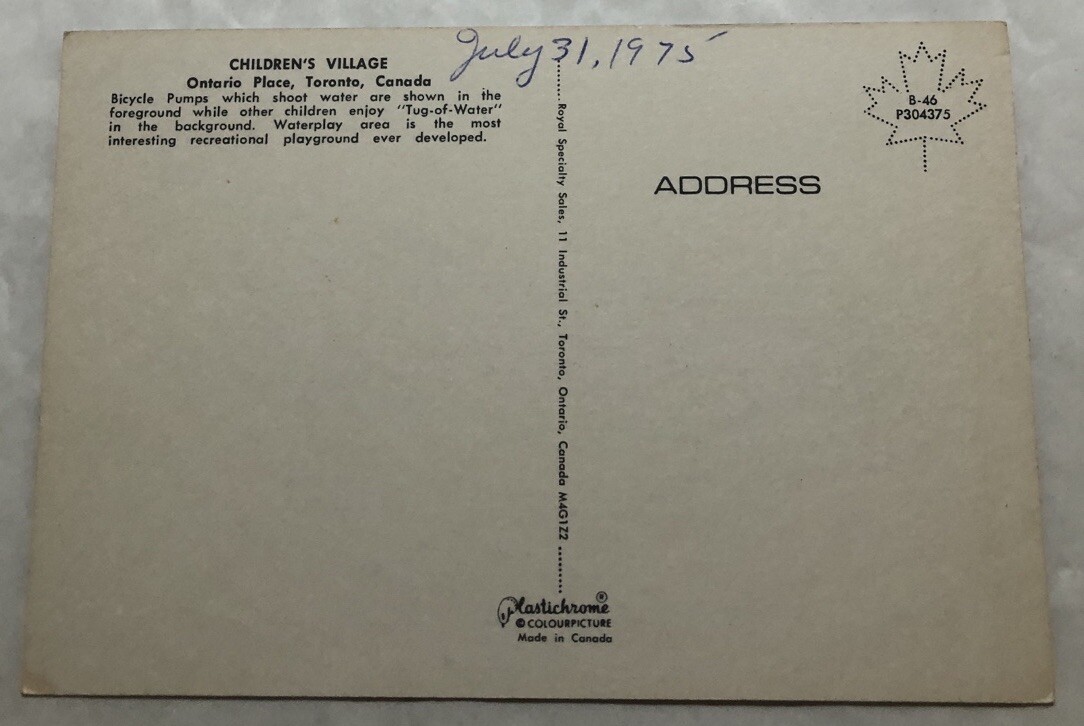 July 31, 1975
CHILDREN'S VILLAGE
Ontario Place, Toronto, Canada
Bicycle Pumps which shoot water are shown in the
foreground while other children enjoy "Tug-of-Water"
in the background. Waterplay area is the most
interesting recreational playground ever developed.
B-46
P304375
ADDRESS
Royal Specialty Sales, 11 Industrial St., Toronto, Ontario, Canada M4G1Z2
Plastichrome ®
© COLOURPICTURE
Made in Canada